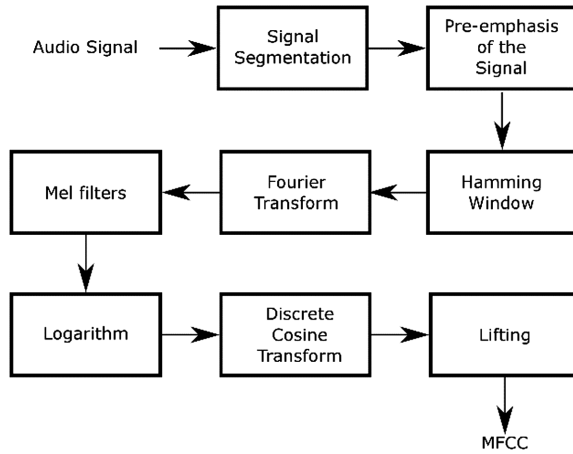 Audio Signal
Signal
Segmentation
Pre-emphasis
of the
Signal
Hamming
Window
Fourier
Transform
Mel filters
Logarithm
Discrete
Cosine
Transform
Lifting
MFCC